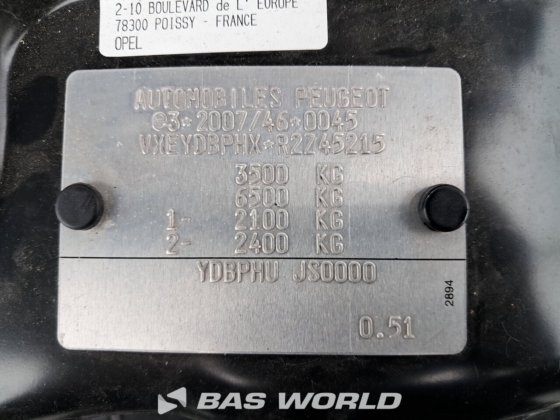 2-10 BOULEVARD de L' EUROPE
78300 POISSY - FRANCE
OPEL
AUTOMOBILES PEUGEOT
@3*2007/46*0045
VXEYDBPHX*R2245215
3500 KG
6500 KG
1- 2100 KG
2- 2400 KG
YDBPHU JS0000
2894
0.51
BAS WORLD